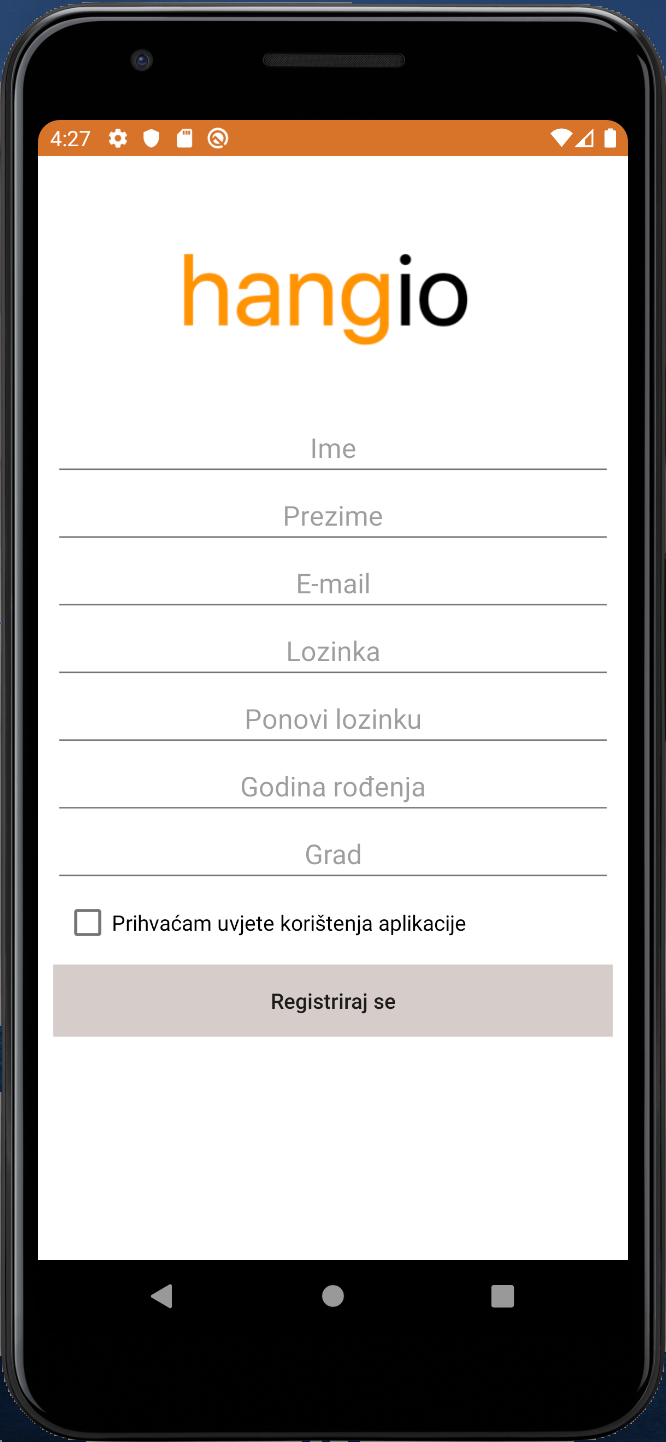 4:27
hangio
Ime
Prezime
E-mail
Lozinka
Ponovi lozinku
Godina rođenja
Grad
Prihvaćam uvjete korištenja aplikacije
Registriraj se